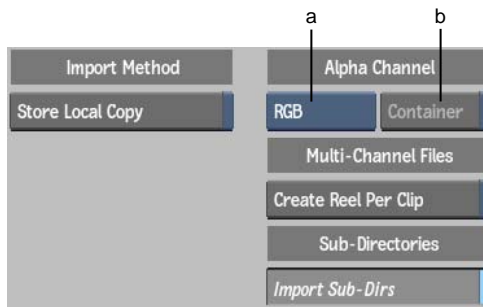 a b
Import Method Alpha Channel
Store Local Copy RGB Container
Multi-Channel Files
Create Reel Per Clip
Sub-Directories
Import Sub-Dirs